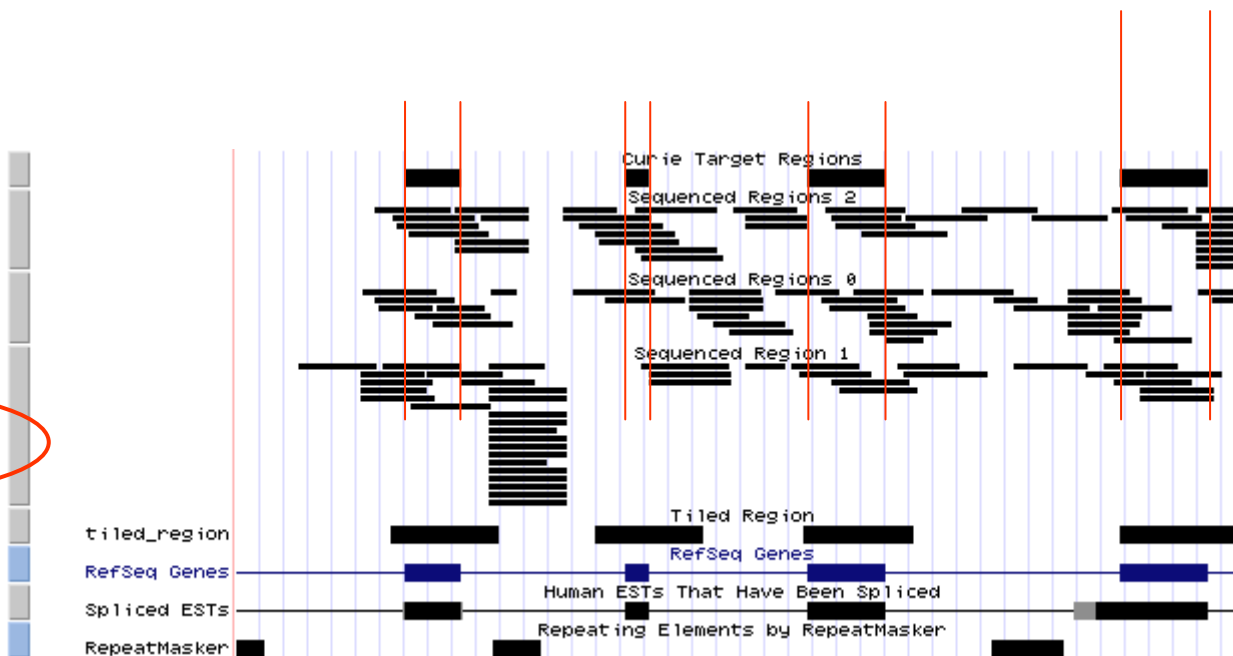 Curie Target Regions
Sequenced Regions 2
Sequenced Regions 0
Sequenced Region 1
Tiled Region
tiled_region
RefSeq Genes
RefSeq Genes
Human ESTs That Have Been Spliced
Spliced ESTs
Repeating Elements by RepeatMasker
RepeatMasker